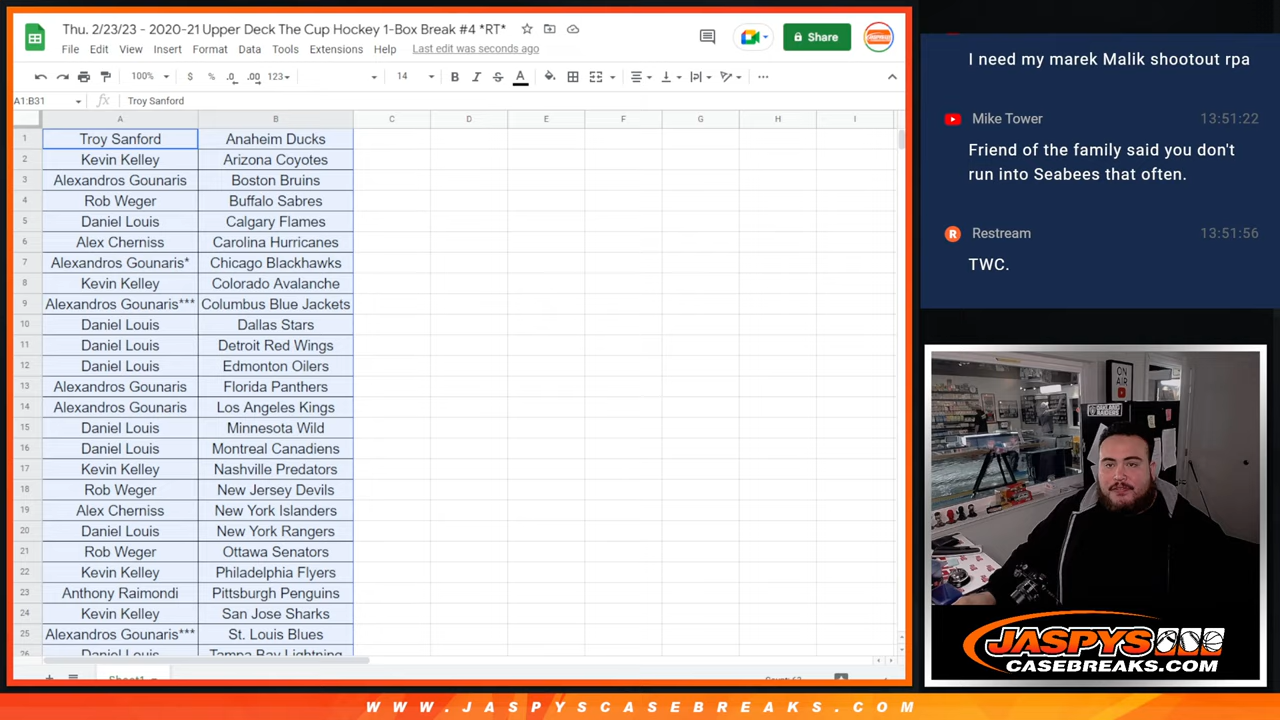 Thu. 2/23/23 - 2020-21 Upper Deck The Cup Hockey 1-Box Break #4 *RT*
File Edit View Insert Format Data Tools Extensions Help Last edit was seconds ago
Share
100% $ % .0 .00 123 14 B I S A
A1:B31 fx Troy Sanford
A B C D E F G H I
1 Troy Sanford Anaheim Ducks
2 Kevin Kelley Arizona Coyotes
3 Alexandros Gounaris Boston Bruins
4 Rob Weger Buffalo Sabres
5 Daniel Louis Calgary Flames
6 Alex Cherniss Carolina Hurricanes
7 Alexandros Gounaris* Chicago Blackhawks
8 Kevin Kelley Colorado Avalanche
9 Alexandros Gounaris*** Columbus Blue Jackets
10 Daniel Louis Dallas Stars
11 Daniel Louis Detroit Red Wings
12 Daniel Louis Edmonton Oilers
13 Alexandros Gounaris Florida Panthers
14 Alexandros Gounaris Los Angeles Kings
15 Daniel Louis Minnesota Wild
16 Daniel Louis Montreal Canadiens
17 Kevin Kelley Nashville Predators
18 Rob Weger New Jersey Devils
19 Alex Cherniss New York Islanders
20 Daniel Louis New York Rangers
21 Rob Weger Ottawa Senators
22 Kevin Kelley Philadelphia Flyers
23 Anthony Raimondi Pittsburgh Penguins
24 Kevin Kelley San Jose Sharks
25 Alexandros Gounaris*** St. Louis Blues
26 Daniel Louis Tampa Bay Lightning
Sheet1
I need my marek Malik shootout rpa
Mike Tower 13:51:22
Friend of the family said you don't
run into Seabees that often.
Restream 13:51:56
TWC.
ON
AIR
JASPYS
CASEBREAKS.COM
WWW.JASPYSCASEBREAKS.COM